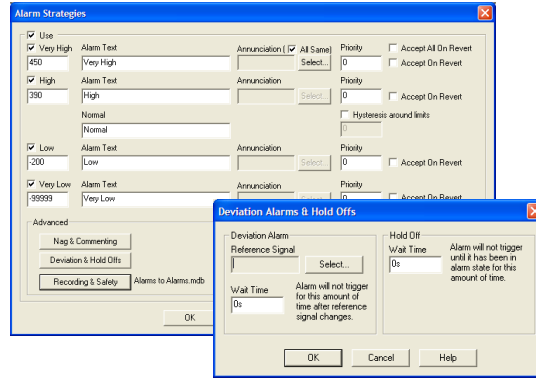 Alarm Strategies
Use
Very High Alarm Text Annunciation ( All Same) Priority Accept All On Revert
450 Very High Select... 0 Accept On Revert
High Alarm Text Annunciation Priority
390 High Select... 0 Accept On Revert
Normal Hysteresis around limits
Normal 0
Low Alarm Text Annunciation Priority
-200 Low Select... 0 Accept On Revert
Very Low Alarm Text Annunciation Priority
-99999 Very Low Select... 0 Accept On Revert
Advanced
Nag & Commenting
Deviation & Hold Offs
Recording & Safety Alarms to Alarms.mdb
OK
Deviation Alarms & Hold Offs
Deviation Alarm
Reference Signal
Select...
Wait Time
0s
Alarm will not trigger
for this amount of
time after reference
signal changes.
Hold Off
Wait Time
0s
Alarm will not trigger
until it has been in
alarm state for this
amount of time.
OK Cancel Help